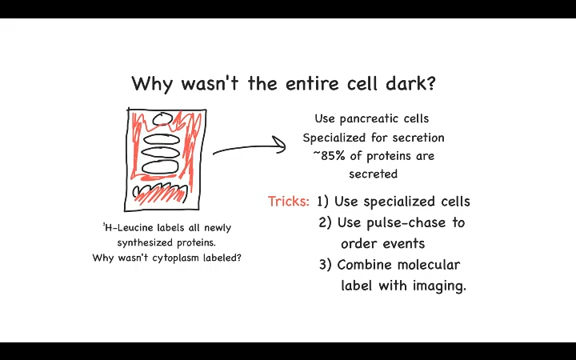 Why wasn't the entire cell dark?
Use pancreatic cells
Specialized for secretion
~85% of proteins are
secreted
Tricks: 1) Use specialized cells
2) Use pulse-chase to
order events
3) Combine molecular
label with imaging.
³H-Leucine labels all newly
synthesized proteins.
Why wasn't cytoplasm labeled?